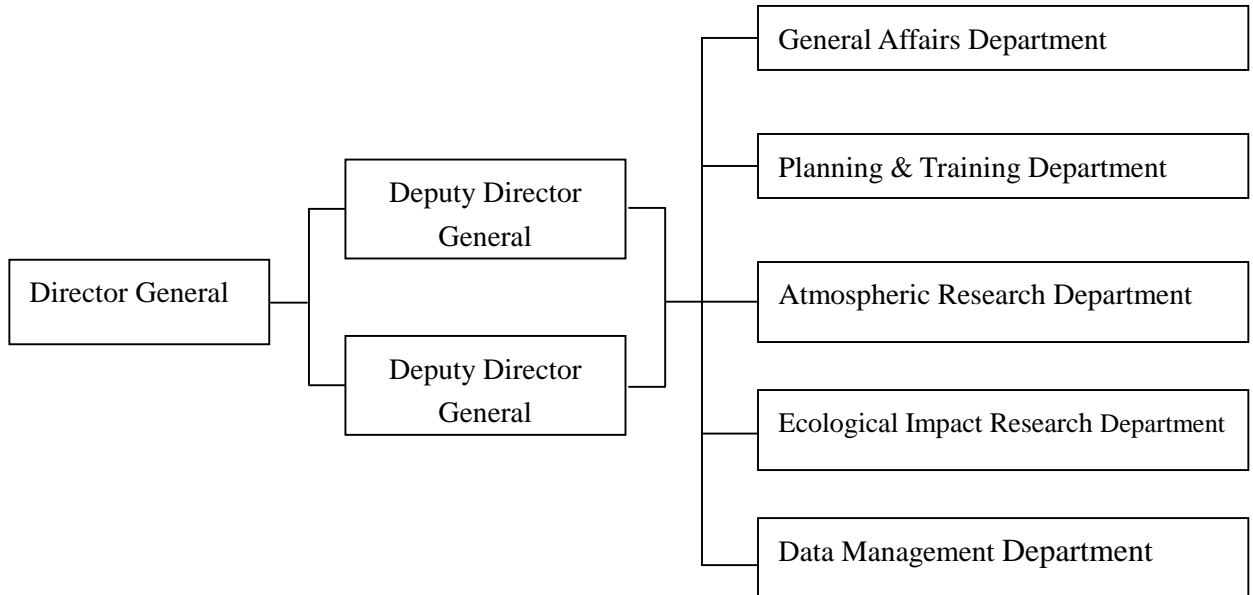 Director General
Deputy Director
General
Deputy Director
General
General Affairs Department
Planning & Training Department
Atmospheric Research Department
Ecological Impact Research Department
Data Management Department